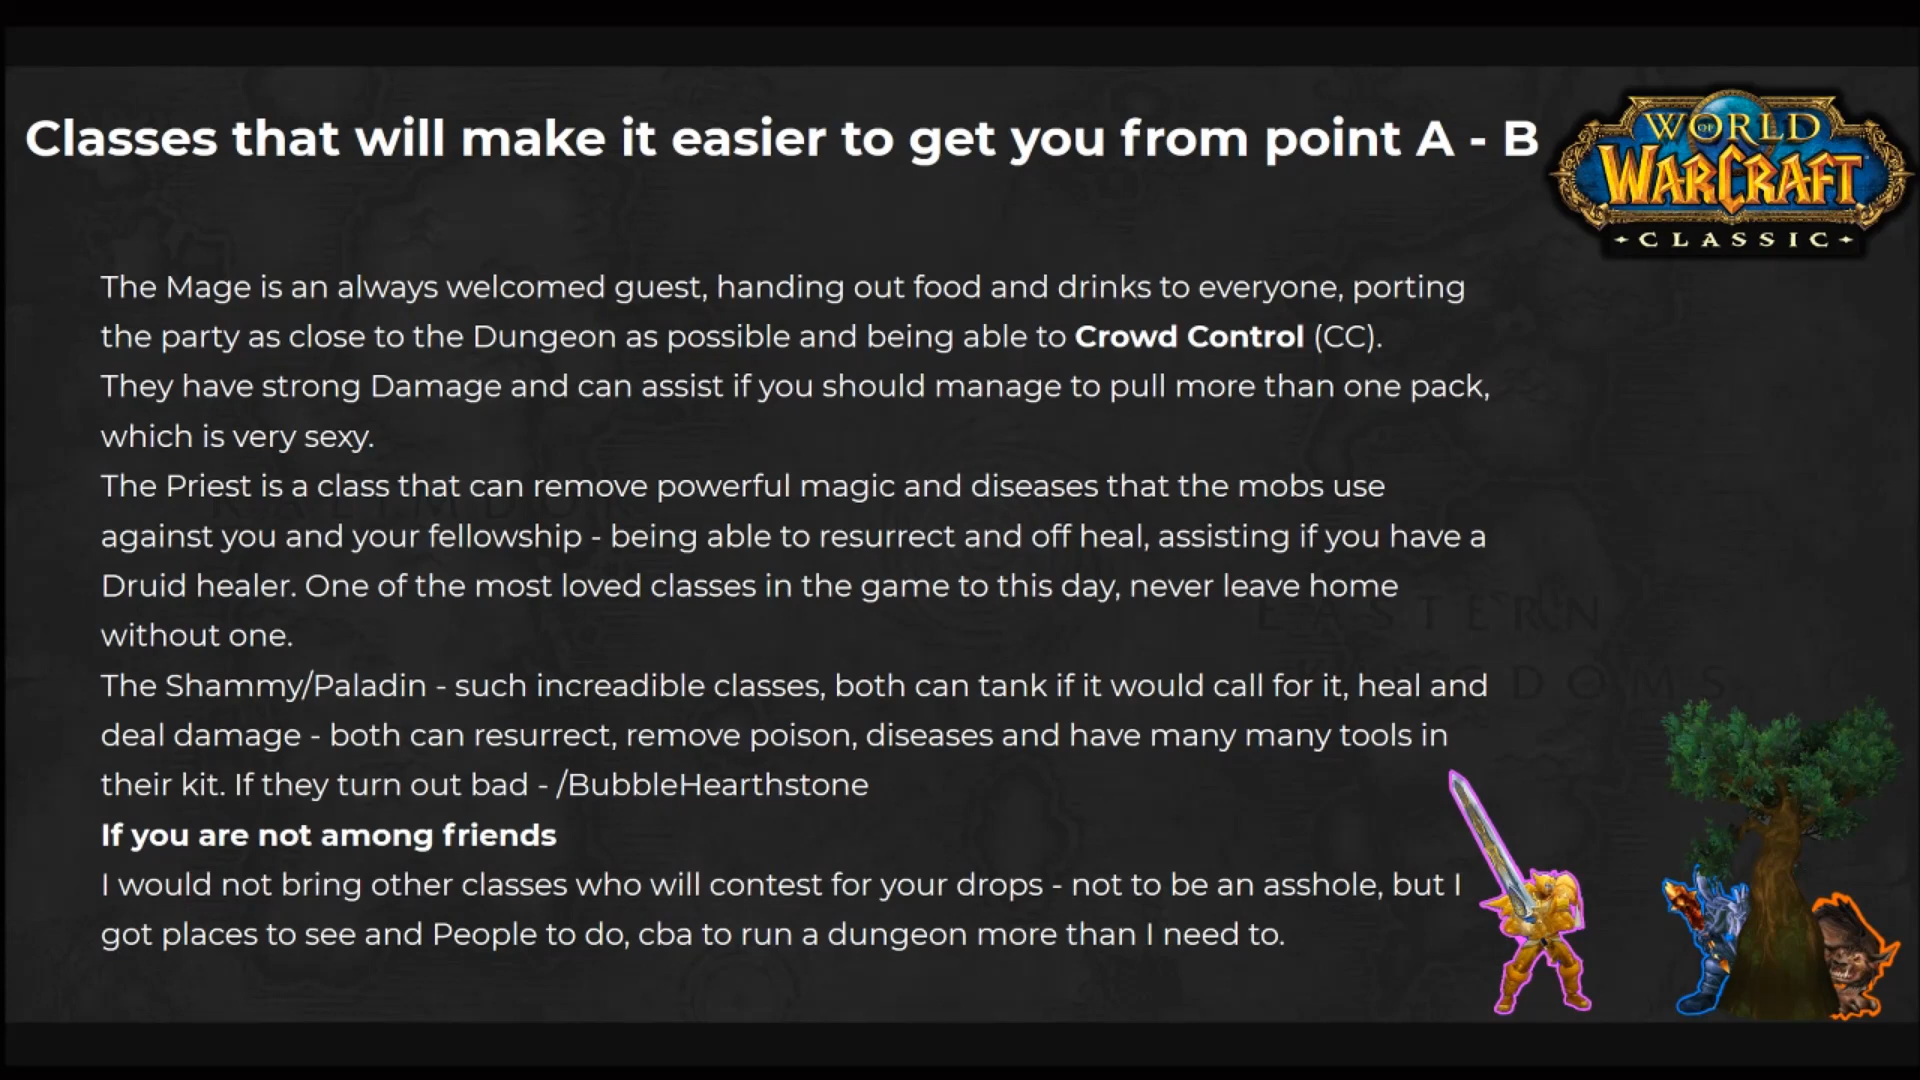 Classes that will make it easier to get you from point A - B
WORLD
OF
WARCRAFT
CLASSIC
The Mage is an always welcomed guest, handing out food and drinks to everyone, porting
the party as close to the Dungeon as possible and being able to Crowd Control (CC).
They have strong Damage and can assist if you should manage to pull more than one pack,
which is very sexy.
The Priest is a class that can remove powerful magic and diseases that the mobs use
against you and your fellowship - being able to resurrect and off heal, assisting if you have a
Druid healer. One of the most loved classes in the game to this day, never leave home
without one.
The Shammy/Paladin - such increadible classes, both can tank if it would call for it, heal and
deal damage - both can resurrect, remove poison, diseases and have many many tools in
their kit. If they turn out bad - /BubbleHearthstone
If you are not among friends
I would not bring other classes who will contest for your drops - not to be an asshole, but I
got places to see and People to do, cba to run a dungeon more than I need to.
KALIMDOR
EASTERN
KINGDOMS